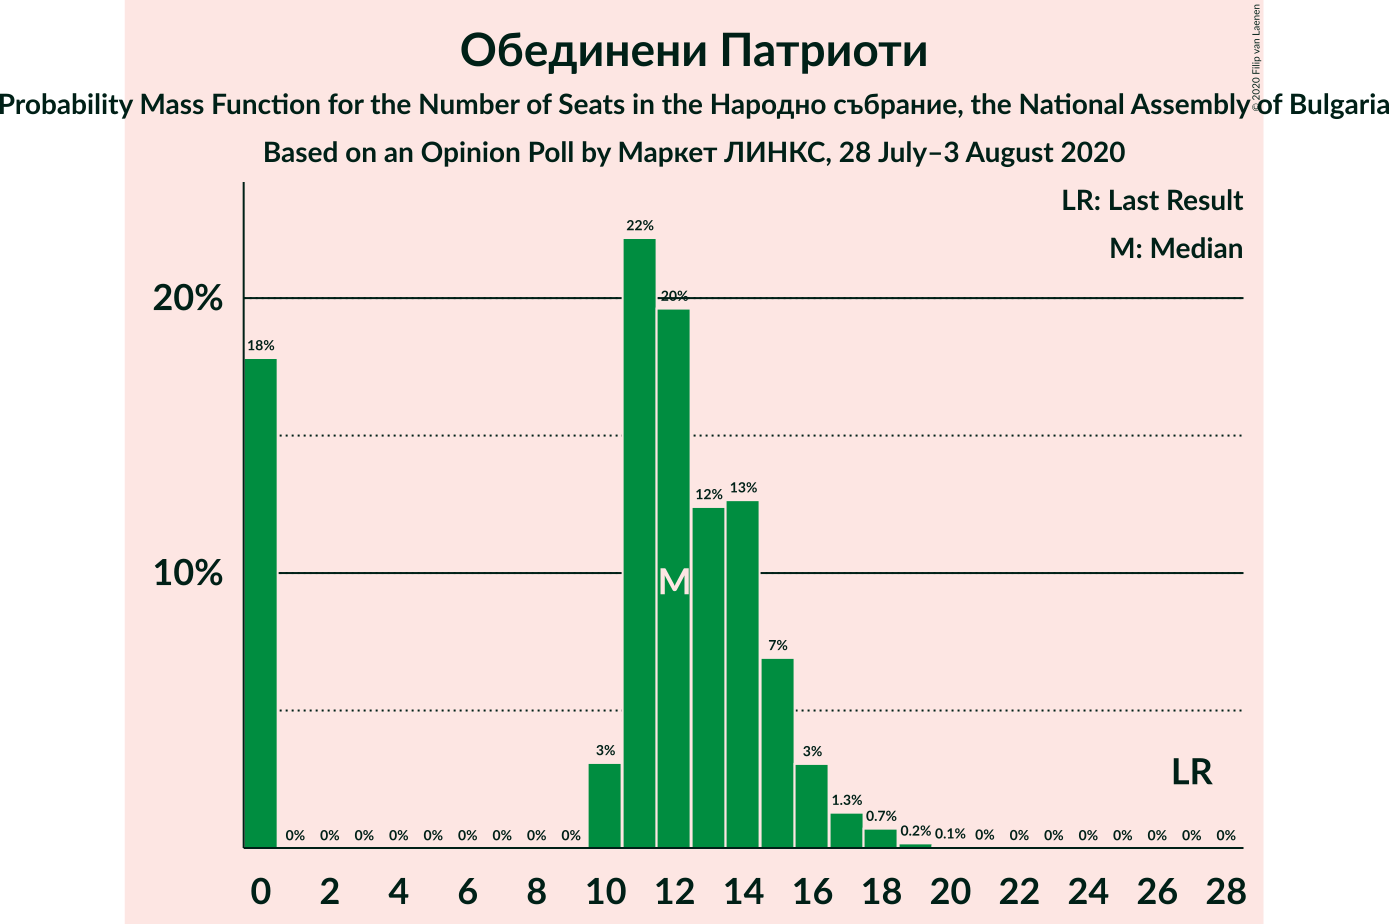 Обединени Патриоти
Probability Mass Function for the Number of Seats in the Народно събрание, the National Assembly of Bulgaria
Based on an Opinion Poll by Маркет ЛИНКС, 28 July–3 August 2020
© 2020 Filip van Laenen
LR: Last Result
M: Median
20%
10%
18% 0% 0% 0% 0% 0% 0% 0% 0% 0% 3% 22% 20% 12% 13% 7% 3% 1.3% 0.7% 0.2% 0.1% 0% 0% 0% 0% 0% 0% 0% 0%
M
LR
0 2 4 6 8 10 12 14 16 18 20 22 24 26 28